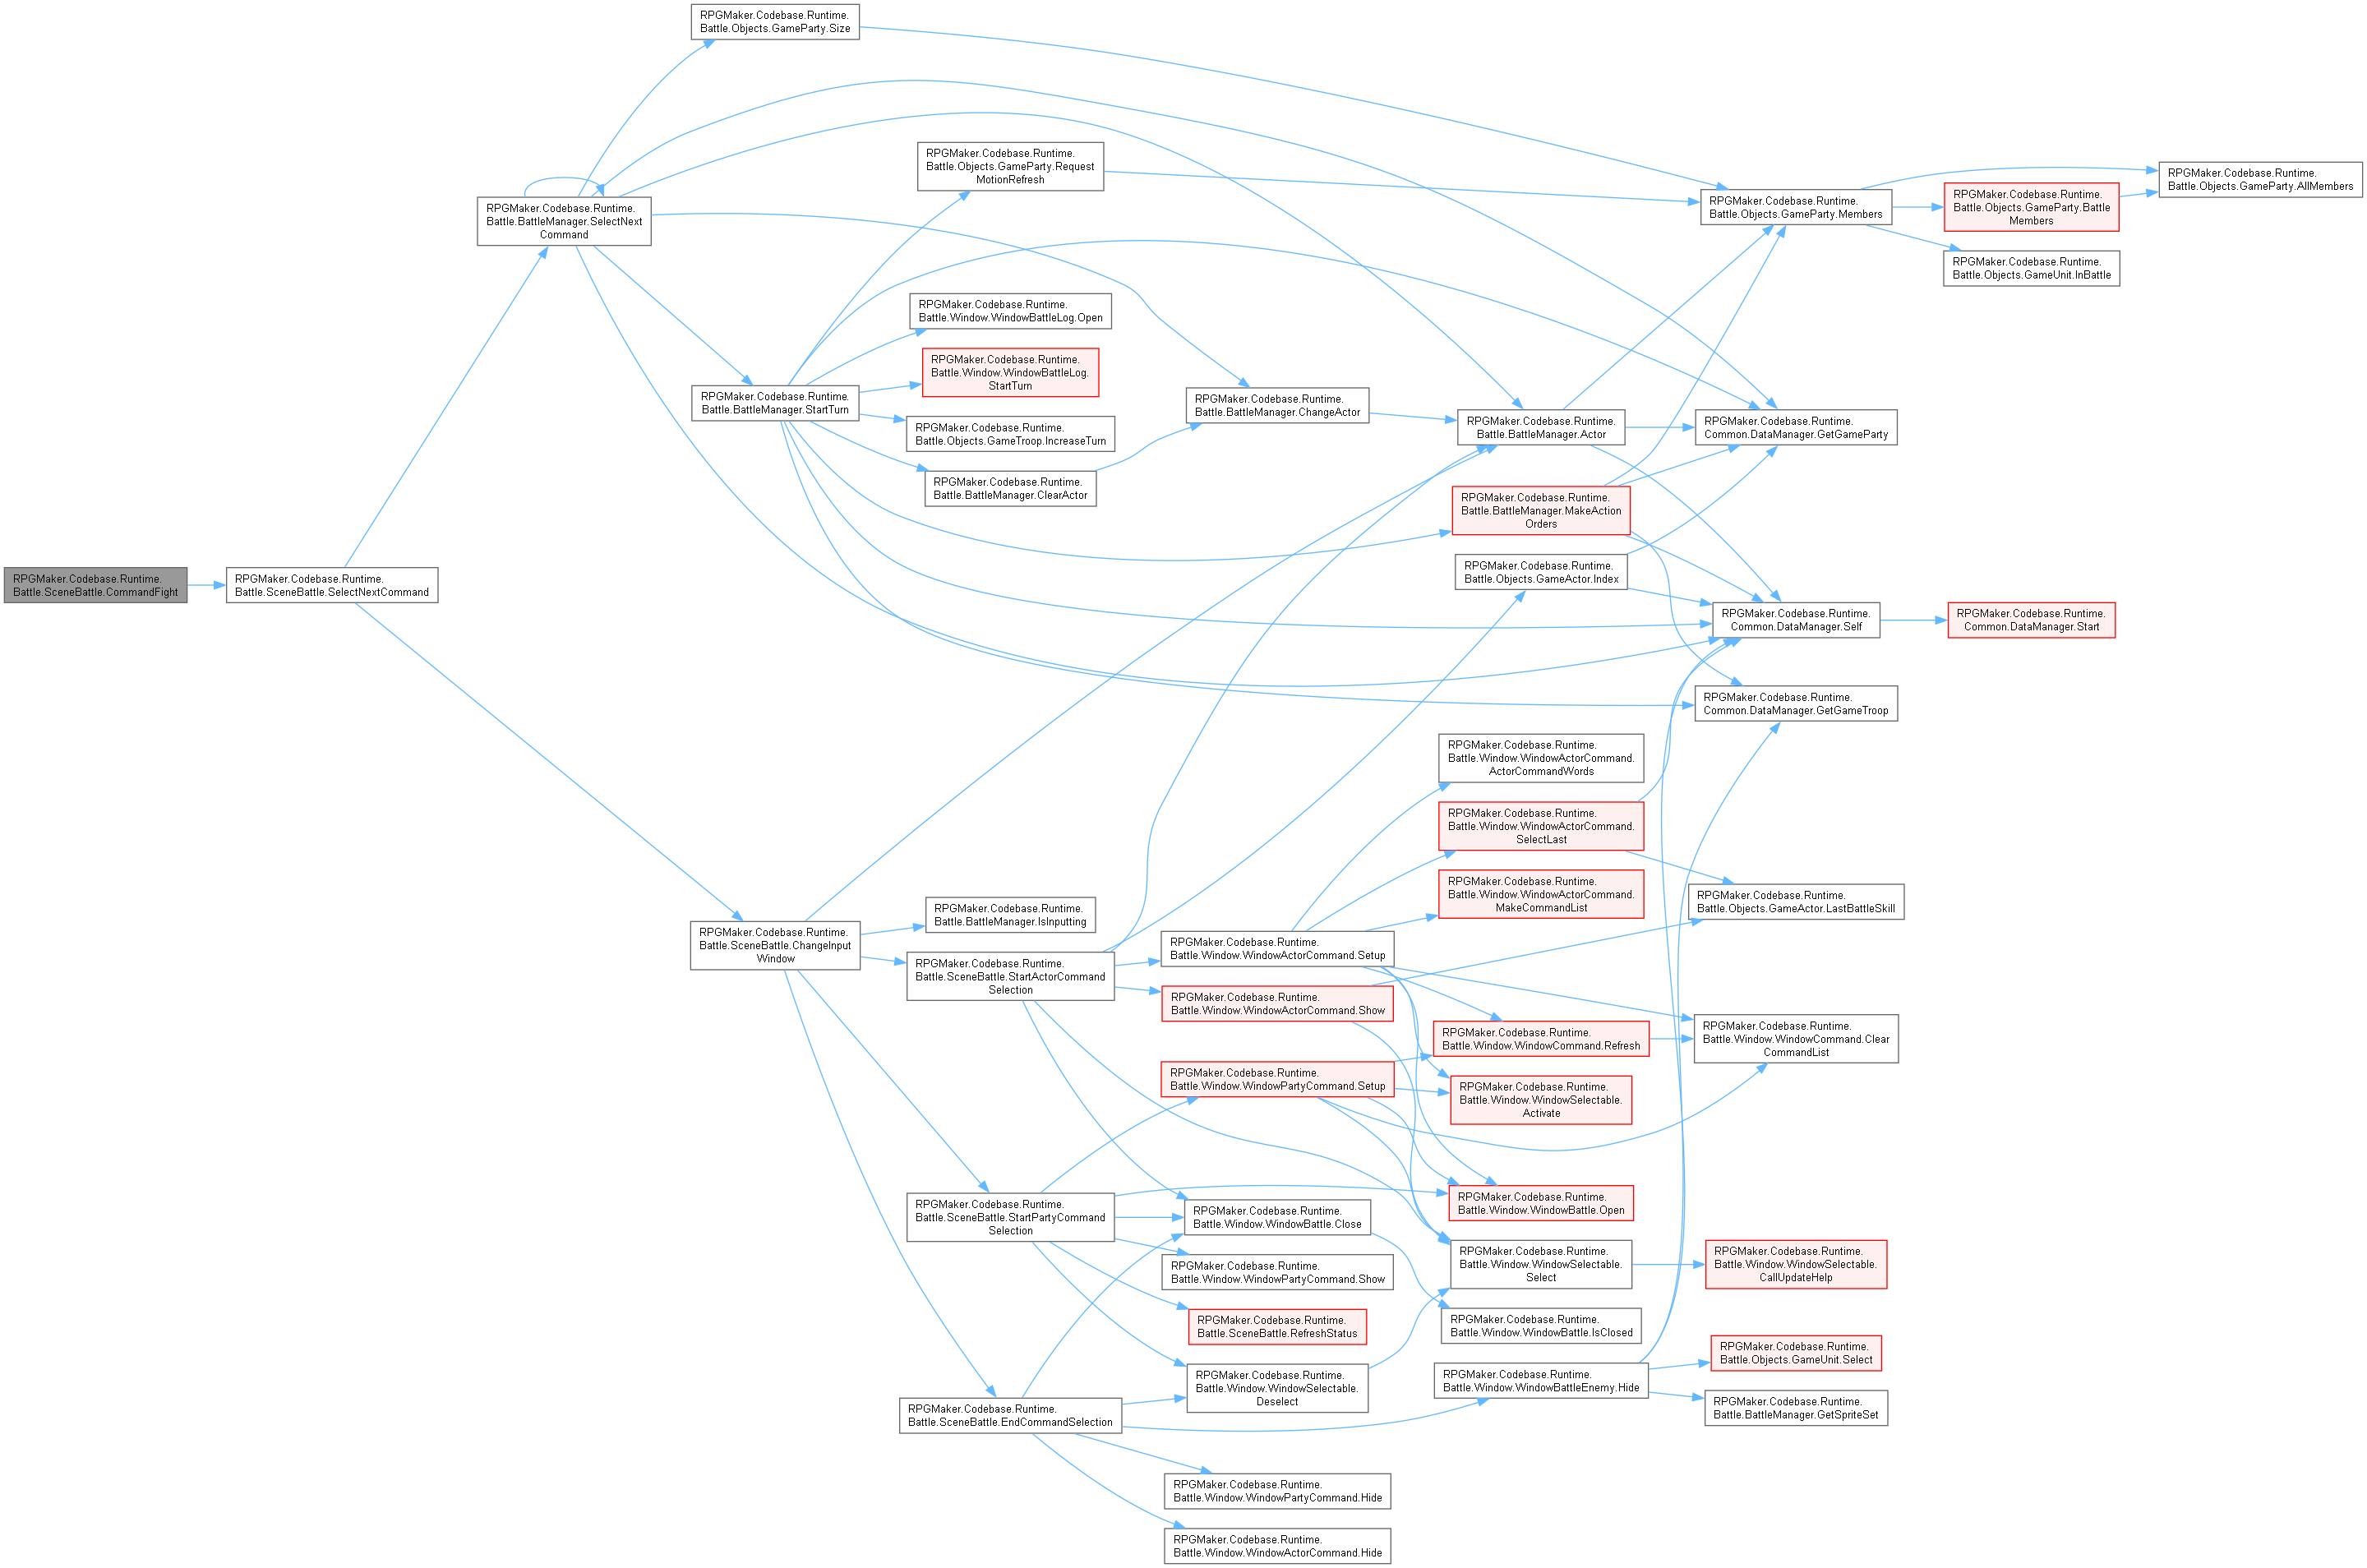 RPGMaker.Codebase.Runtime.
Battle.SceneBattle.CommandFight
RPGMaker.Codebase.Runtime.
Battle.SceneBattle.SelectNextCommand
RPGMaker.Codebase.Runtime.
Battle.BattleManager.SelectNext
Command
RPGMaker.Codebase.Runtime.
Battle.SceneBattle.ChangeInput
Window
RPGMaker.Codebase.Runtime.
Battle.Objects.GameParty.Size
RPGMaker.Codebase.Runtime.
Battle.BattleManager.StartTurn
RPGMaker.Codebase.Runtime.
Battle.Objects.GameParty.Request
MotionRefresh
RPGMaker.Codebase.Runtime.
Battle.Window.WindowBattleLog.Open
RPGMaker.Codebase.Runtime.
Battle.Window.WindowBattleLog.
StartTurn
RPGMaker.Codebase.Runtime.
Battle.Objects.GameTroop.IncreaseTurn
RPGMaker.Codebase.Runtime.
Battle.BattleManager.ClearActor
RPGMaker.Codebase.Runtime.
Battle.BattleManager.IsInputting
RPGMaker.Codebase.Runtime.
Battle.SceneBattle.StartActorCommand
Selection
RPGMaker.Codebase.Runtime.
Battle.SceneBattle.StartPartyCommand
Selection
RPGMaker.Codebase.Runtime.
Battle.SceneBattle.EndCommandSelection
RPGMaker.Codebase.Runtime.
Battle.BattleManager.ChangeActor
RPGMaker.Codebase.Runtime.
Battle.Window.WindowActorCommand.Setup
RPGMaker.Codebase.Runtime.
Battle.Window.WindowActorCommand.Show
RPGMaker.Codebase.Runtime.
Battle.Window.WindowPartyCommand.Setup
RPGMaker.Codebase.Runtime.
Battle.Window.WindowBattle.Close
RPGMaker.Codebase.Runtime.
Battle.Window.WindowPartyCommand.Show
RPGMaker.Codebase.Runtime.
Battle.SceneBattle.RefreshStatus
RPGMaker.Codebase.Runtime.
Battle.Window.WindowSelectable.
Deselect
RPGMaker.Codebase.Runtime.
Battle.Window.WindowPartyCommand.Hide
RPGMaker.Codebase.Runtime.
Battle.Window.WindowActorCommand.Hide
RPGMaker.Codebase.Runtime.
Battle.BattleManager.Actor
RPGMaker.Codebase.Runtime.
Battle.BattleManager.MakeAction
Orders
RPGMaker.Codebase.Runtime.
Battle.Objects.GameActor.Index
RPGMaker.Codebase.Runtime.
Battle.Window.WindowActorCommand.
ActorCommandWords
RPGMaker.Codebase.Runtime.
Battle.Window.WindowActorCommand.
SelectLast
RPGMaker.Codebase.Runtime.
Battle.Window.WindowActorCommand.
MakeCommandList
RPGMaker.Codebase.Runtime.
Battle.Window.WindowCommand.Refresh
RPGMaker.Codebase.Runtime.
Battle.Window.WindowSelectable.
Activate
RPGMaker.Codebase.Runtime.
Battle.Window.WindowBattle.Open
RPGMaker.Codebase.Runtime.
Battle.Window.WindowSelectable.
Select
RPGMaker.Codebase.Runtime.
Battle.Window.WindowBattle.IsClosed
RPGMaker.Codebase.Runtime.
Battle.Window.WindowBattleEnemy.Hide
RPGMaker.Codebase.Runtime.
Battle.Objects.GameParty.Members
RPGMaker.Codebase.Runtime.
Common.DataManager.GetGameParty
RPGMaker.Codebase.Runtime.
Common.DataManager.Self
RPGMaker.Codebase.Runtime.
Common.DataManager.GetGameTroop
RPGMaker.Codebase.Runtime.
Battle.Objects.GameActor.LastBattleSkill
RPGMaker.Codebase.Runtime.
Battle.Window.WindowCommand.Clear
CommandList
RPGMaker.Codebase.Runtime.
Battle.Window.WindowSelectable.
CallUpdateHelp
RPGMaker.Codebase.Runtime.
Battle.Objects.GameUnit.Select
RPGMaker.Codebase.Runtime.
Battle.BattleManager.GetSpriteSet
RPGMaker.Codebase.Runtime.
Battle.Objects.GameParty.Battle
Members
RPGMaker.Codebase.Runtime.
Battle.Objects.GameUnit.InBattle
RPGMaker.Codebase.Runtime.
Common.DataManager.Start
RPGMaker.Codebase.Runtime.
Battle.Objects.GameParty.AllMembers